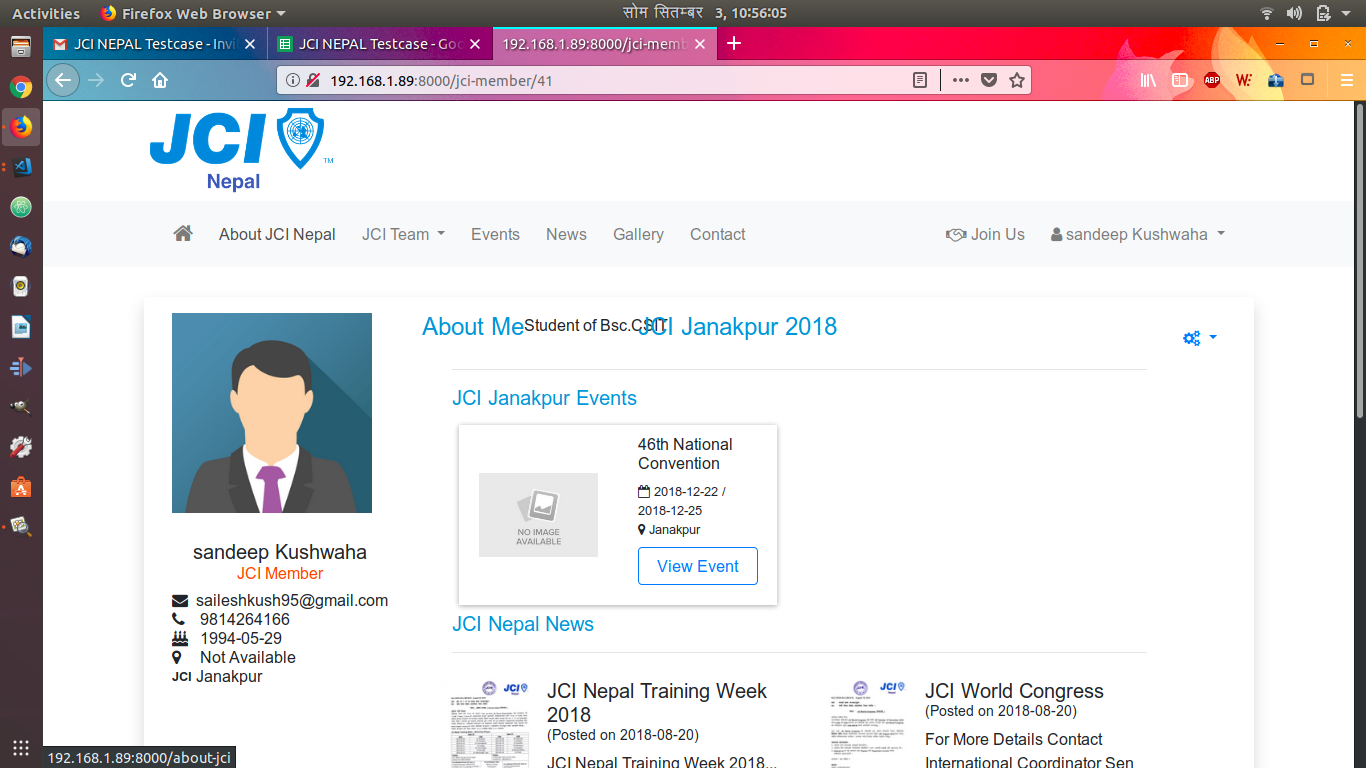 Activities
Firefox Web Browser
सोम सितम्बर 3, 10:56:05
JCI NEPAL Testcase - Invi
JCI NEPAL Testcase - Goo
192.168.1.89:8000/jci-memb
192.168.1.89:8000/jci-member/41
ABP
W:
JCI
TM
Nepal
About JCI Nepal
JCI Team
Events
News
Gallery
Contact
Join Us
sandeep Kushwaha
About Me
Student of Bsc.CSIT
JCI Janakpur 2018
JCI Janakpur Events
46th National
Convention
2018-12-22 /
2018-12-25
Janakpur
NO IMAGE
AVAILABLE
View Event
sandeep Kushwaha
JCI Member
saileshkush95@gmail.com
9814264166
1994-05-29
Not Available
JCI Janakpur
JCI Nepal News
JCI
JCI Nepal Training Week
2018
(Posted on 2018-08-20)
JCI Nepal Training Week 2018...
JCI
JCI World Congress
(Posted on 2018-08-20)
For More Details Contact
International Coordinator Sen
192.168.1.89:8000/about-jci